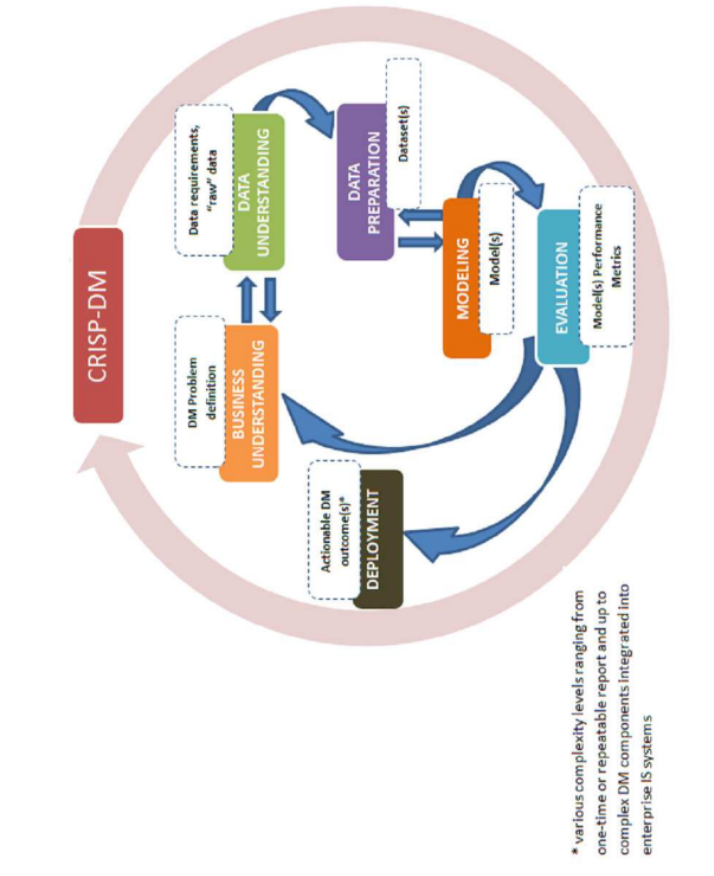 CRISP-DM
DM Problem
definition
BUSINESS
UNDERSTANDING
Data requirements,
"raw" data
DATA
UNDERSTANDING
DATA
PREPARATION
Dataset(s)
MODELING
Model(s)
EVALUATION
Model(s) Performance
Metrics
Actionable DM
outcome(s)*
DEPLOYMENT
* various complexity levels ranging from
one-time or repeatable report and up to
complex DM components integrated into
enterprise IS systems